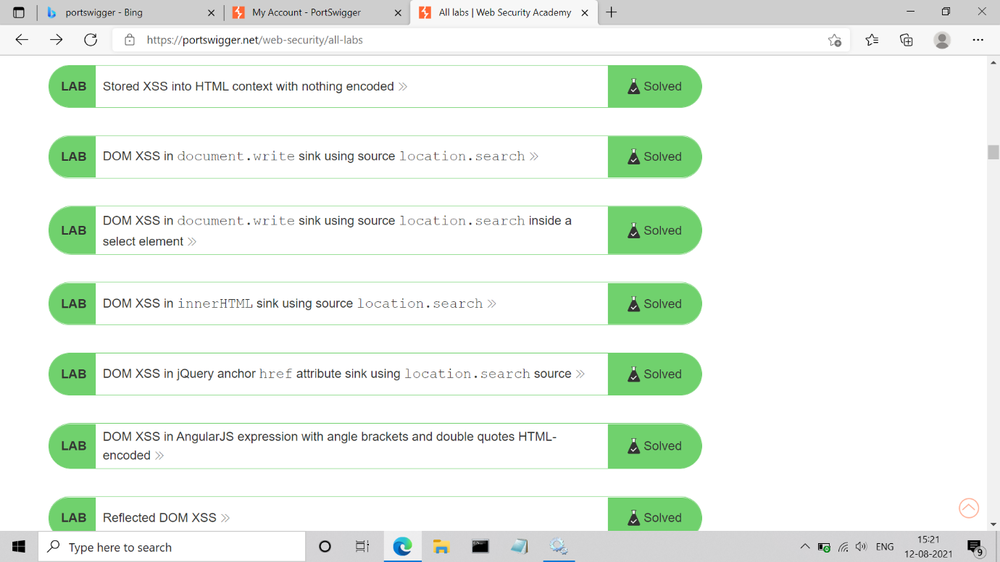 portswigger - Bing
My Account - PortSwigger
All labs | Web Security Academy
https://portswigger.net/web-security/all-labs
LAB Stored XSS into HTML context with nothing encoded » Solved
LAB DOM XSS in document.write sink using source location.search » Solved
LAB DOM XSS in document.write sink using source location.search inside a
select element » Solved
LAB DOM XSS in innerHTML sink using source location.search » Solved
LAB DOM XSS in jQuery anchor href attribute sink using location.search source » Solved
LAB DOM XSS in AngularJS expression with angle brackets and double quotes HTML-
encoded » Solved
LAB Reflected DOM XSS » Solved
Type here to search
ENG
15:21
12-08-2021
9